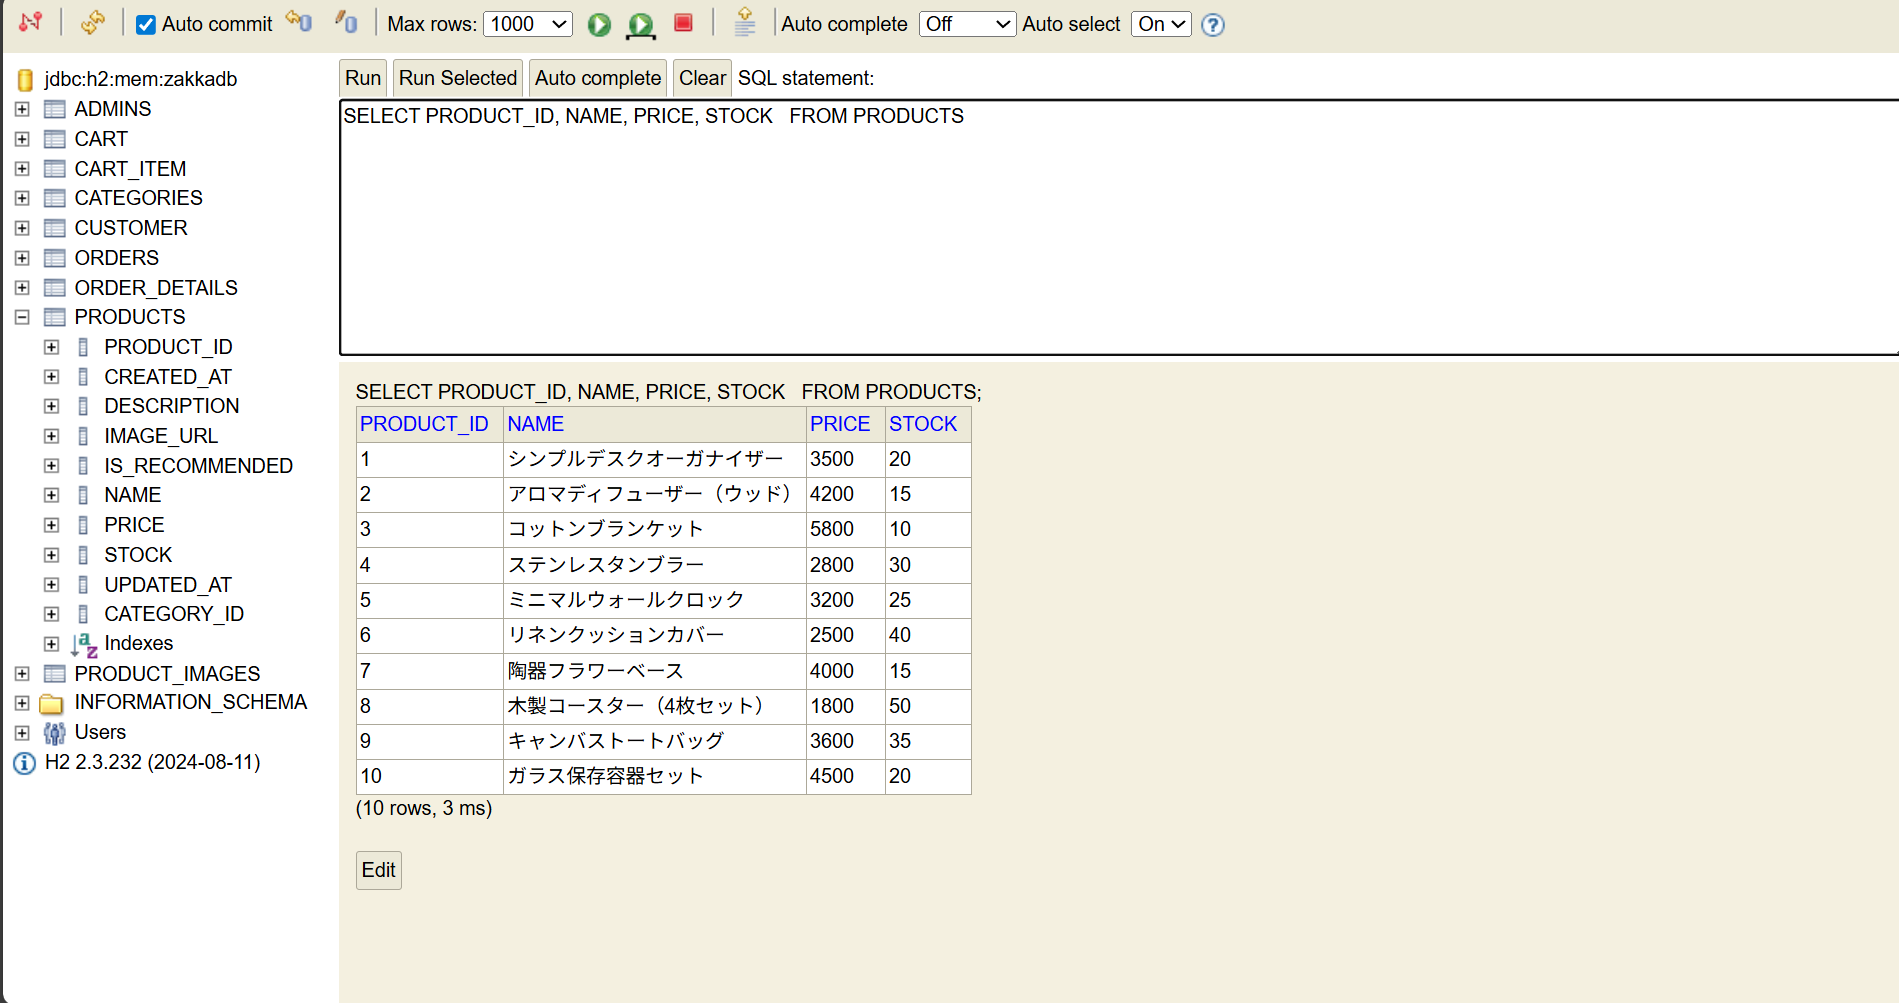 Auto commit Max rows: 1000 Auto complete Off Auto select On
jdbc:h2:mem:zakkadb
ADMINS
CART
CART_ITEM
CATEGORIES
CUSTOMER
ORDERS
ORDER_DETAILS
PRODUCTS
PRODUCT_ID
CREATED_AT
DESCRIPTION
IMAGE_URL
IS_RECOMMENDED
NAME
PRICE
STOCK
UPDATED_AT
CATEGORY_ID
Indexes
PRODUCT_IMAGES
INFORMATION_SCHEMA
Users
H2 2.3.232 (2024-08-11)
Run Run Selected Auto complete Clear SQL statement:
SELECT PRODUCT_ID, NAME, PRICE, STOCK   FROM PRODUCTS
SELECT PRODUCT_ID, NAME, PRICE, STOCK   FROM PRODUCTS;
PRODUCT_ID NAME PRICE STOCK
1 シンプルデスクオーガナイザー 3500 20
2 アロマディフューザー（ウッド） 4200 15
3 コットンブランケット 5800 10
4 ステンレスタンブラー 2800 30
5 ミニマルウォールクロック 3200 25
6 リネンクッションカバー 2500 40
7 陶器フラワーベース 4000 15
8 木製コースター（4枚セット） 1800 50
9 キャンバストートバッグ 3600 35
10 ガラス保存容器セット 4500 20
(10 rows, 3 ms)
Edit